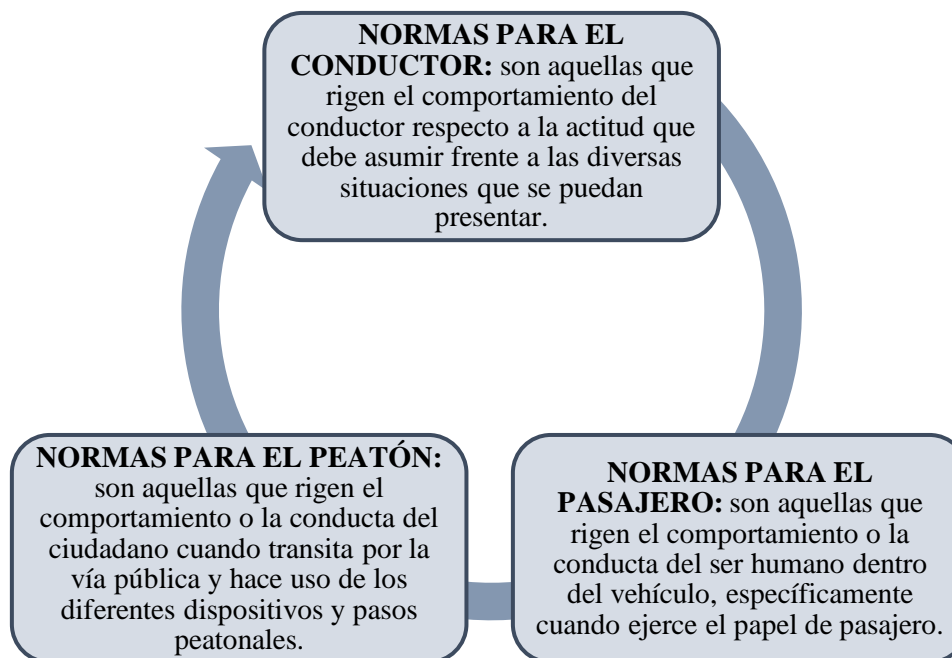 NORMAS PARA EL
CONDUCTOR: son aquellas que
rigen el comportamiento del
conductor respecto a la actitud que
debe asumir frente a las diversas
situaciones que se puedan
presentar.
NORMAS PARA EL PEATÓN:
son aquellas que rigen el
comportamiento o la conducta del
ciudadano cuando transita por la
vía pública y hace uso de los
diferentes dispositivos y pasos
peatonales.
NORMAS PARA EL
PASAJERO: son aquellas que
rigen el comportamiento o la
conducta del ser humano dentro
del vehículo, específicamente
cuando ejerce el papel de pasajero.